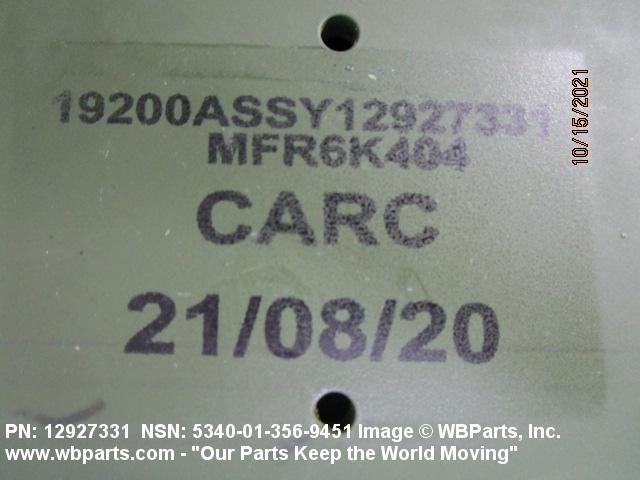 19200ASSY12927331
MFR6K404
CARC
21/08/20
10/15/2021
PN: 12927331 NSN: 5340-01-356-9451 Image © WBParts, Inc.
www.wbparts.com - "Our Parts Keep the World Moving"